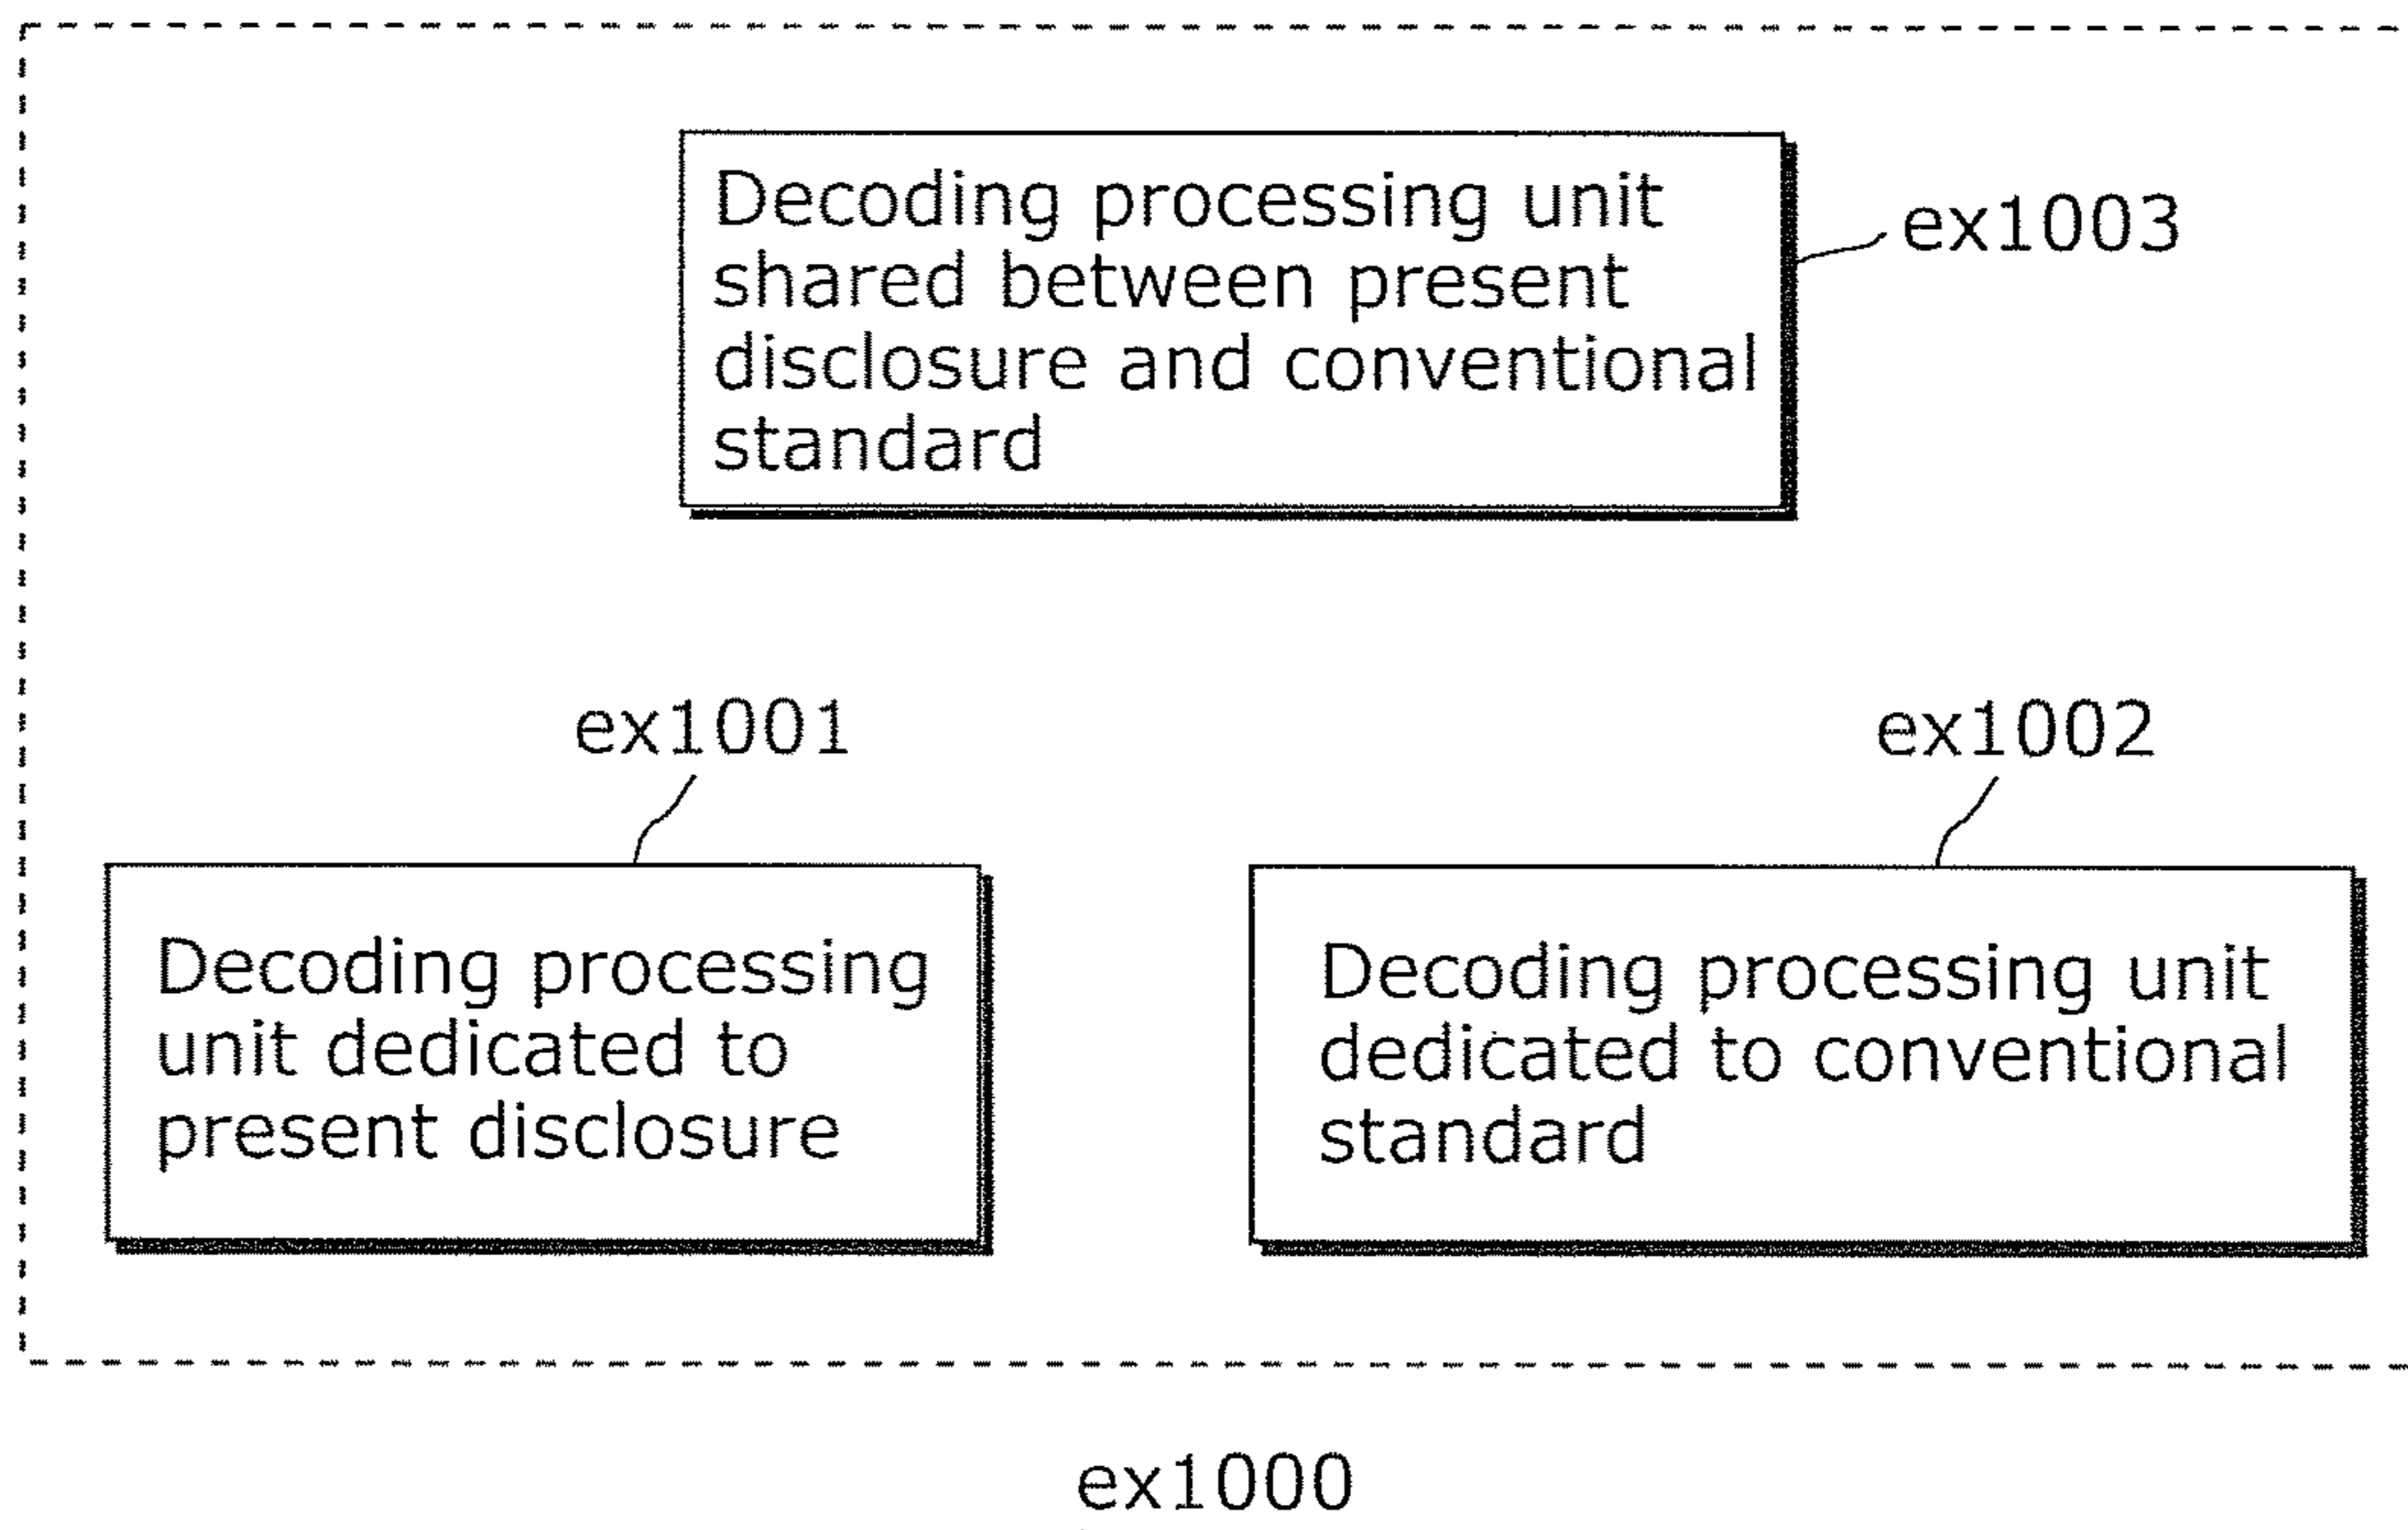 Decoding processing unit
shared between present
disclosure and conventional
standard
ex1003
ex1001
ex1002
Decoding processing
unit dedicated to
present disclosure
Decoding processing unit
dedicated to conventional
standard
ex1000